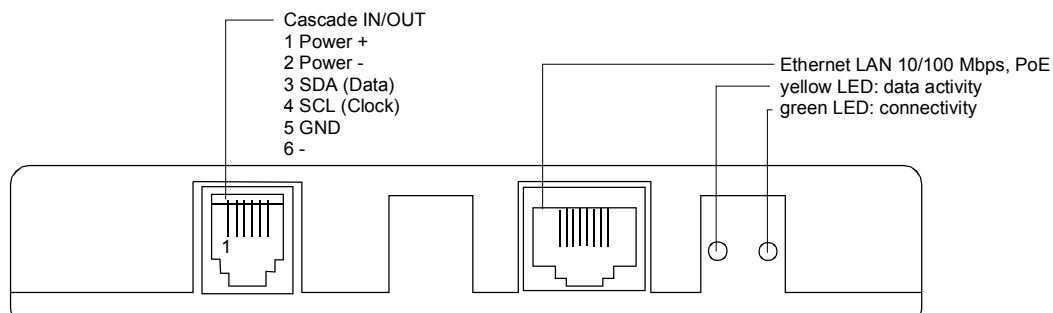 Cascade IN/OUT
1 Power +
2 Power -
3 SDA (Data)
4 SCL (Clock)
5 GND
6 -
Ethernet LAN 10/100 Mbps, PoE
yellow LED: data activity
green LED: connectivity
1